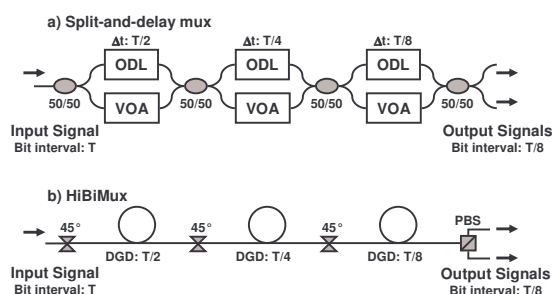 a) Split-and-delay mux
Δt: T/2 Δt: T/4 Δt: T/8
ODL ODL ODL
50/50 50/50 50/50 50/50
VOA VOA VOA
Input Signal Output Signals
Bit interval: T Bit interval: T/8
b) HiBiMux
45° 45° 45° PBS
DGD: T/2 DGD: T/4 DGD: T/8
Input Signal Output Signals
Bit interval: T Bit interval: T/8